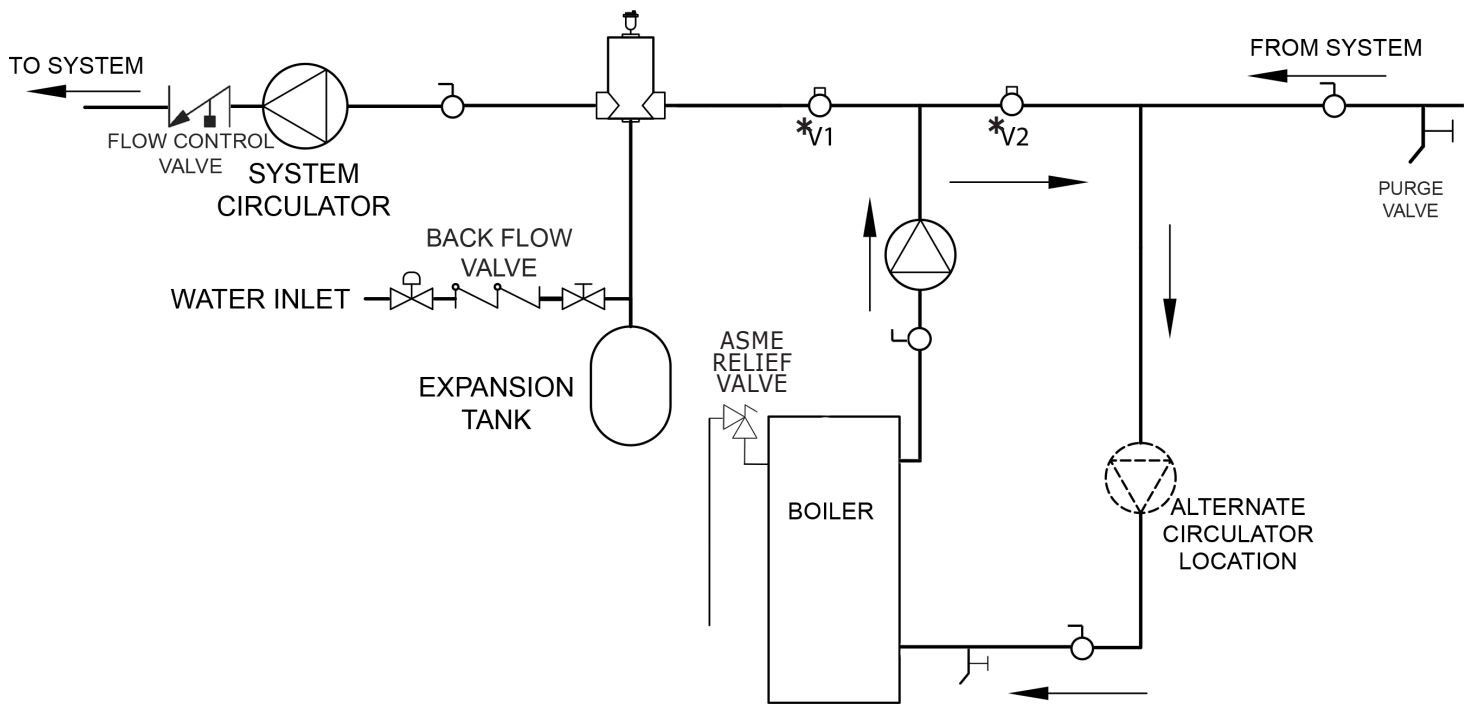 TO SYSTEM
FROM SYSTEM
FLOW CONTROL
VALVE
SYSTEM
CIRCULATOR
*V1
*V2
PURGE
VALVE
BACK FLOW
VALVE
WATER INLET
EXPANSION
TANK
ASME
RELIEF
VALVE
BOILER
ALTERNATE
CIRCULATOR
LOCATION